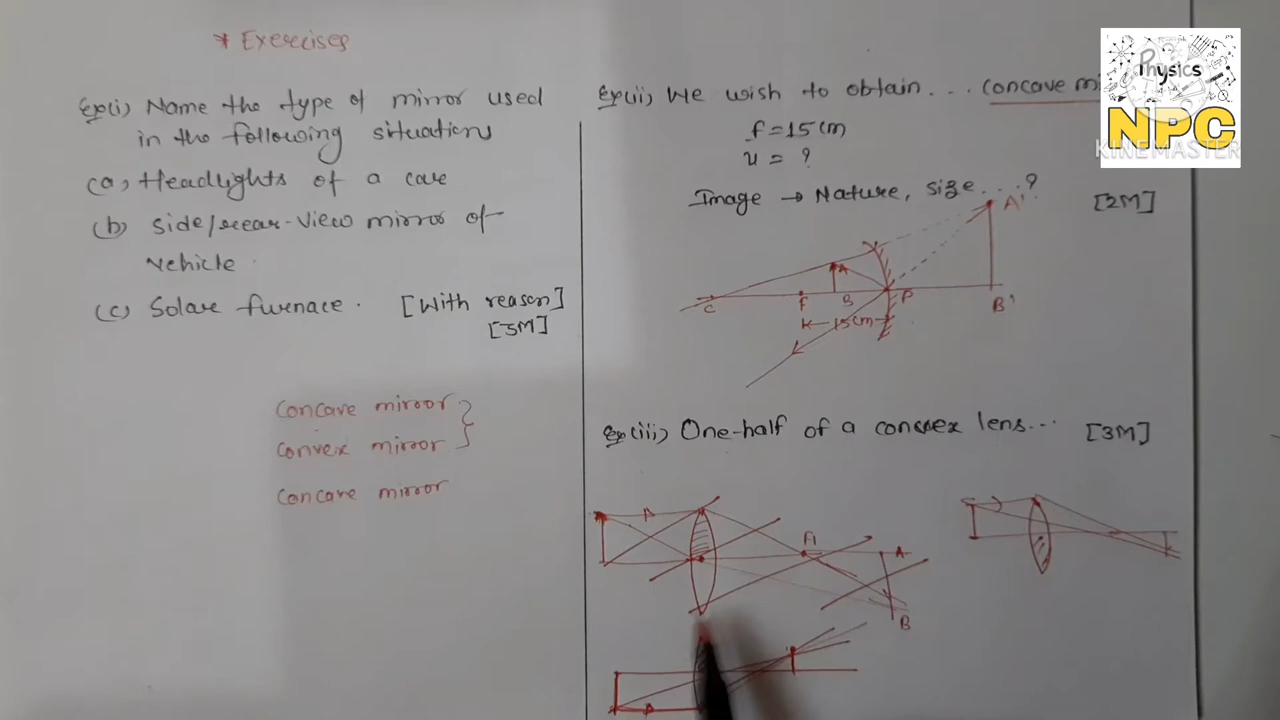 * Exercises
Ex(i) Name the type of mirror used
in the following situations
(a) Headlights of a care
(b) side/rear-view mirror of
vehicle.
(c) Solar furnace. [With reason]
[3M]
Concave mirror
Convex mirror
Concave mirror
Ex(ii) We wish to obtain... concave
f = 15 cm
u = ?
Image → Nature, size....?
[2M]
A'
A
C F B P B'
15 cm
Ex(iii) One-half of a convex lens... [3M]
A
B
Physics
NPC
KINEMASTER